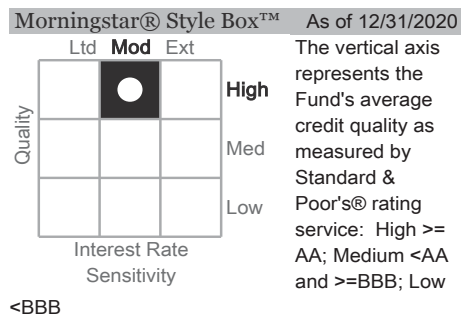 Morningstar® Style Box™ As of 12/31/2020
Ltd Mod Ext
High
Med
Low
Quality
Interest Rate
Sensitivity
The vertical axis
represents the
Fund's average
credit quality as
measured by
Standard &
Poor's® rating
service: High >=
AA; Medium <AA
and >=BBB; Low
<BBB